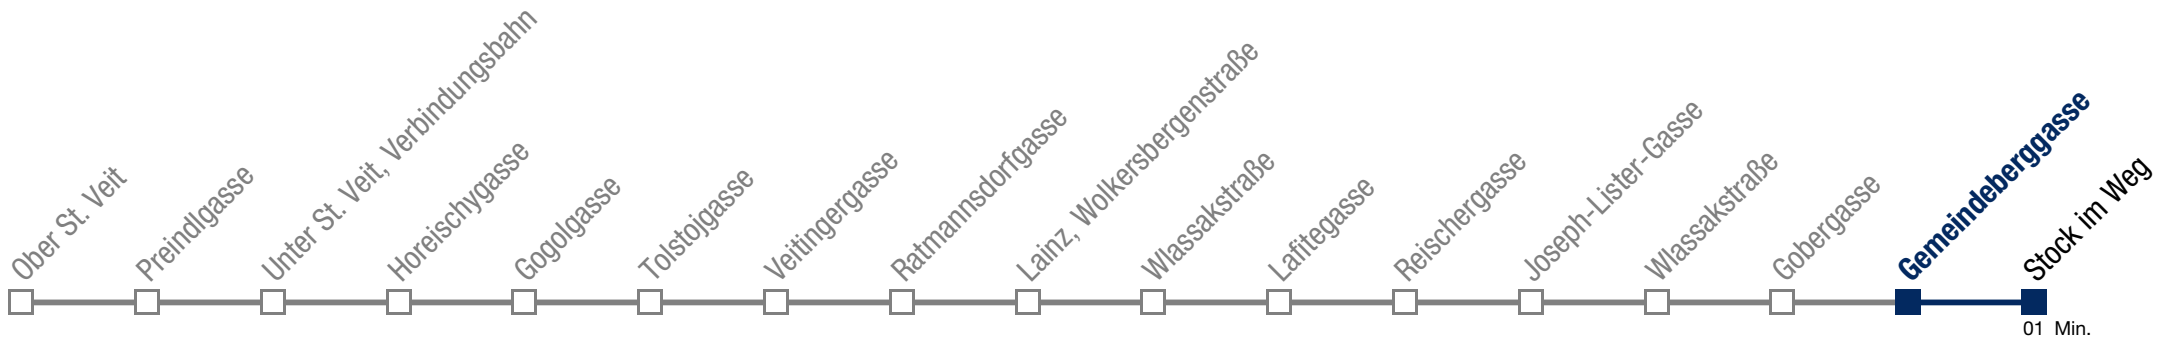 Ober St. Veit
Preindlgasse
Unter St. Veit, Verbindungsbahn
Horeischygasse
Gogolgasse
Tolstojgasse
Veitingergasse
Ratmannsdorfgasse
Lainz, Wolkersbergenstraße
Wlassakstraße
Lafitegasse
Reischergasse
Joseph-Lister-Gasse
Wlassakstraße
Gobergasse
Gemeindeberggasse
Stock im Weg
01 Min.